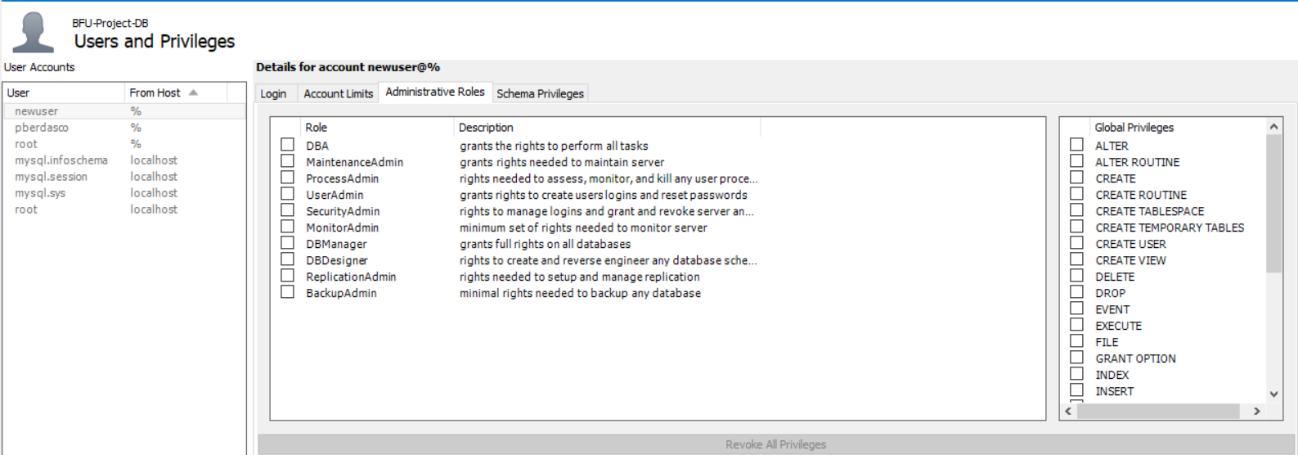 BFU-Project-DB
Users and Privileges
User Accounts
User From Host
newuser %
pberdasco %
root %
mysql.infoschema localhost
mysql.session localhost
mysql.sys localhost
root localhost
Details for account newuser@%
Login Account Limits Administrative Roles Schema Privileges
Role Description
DBA grants the rights to perform all tasks
MaintenanceAdmin grants rights needed to maintain server
ProcessAdmin rights needed to assess, monitor, and kill any user proce...
UserAdmin grants rights to create users logins and reset passwords
SecurityAdmin rights to manage logins and grant and revoke server an...
MonitorAdmin minimum set of rights needed to monitor server
DBManager grants full rights on all databases
DBDesigner rights to create and reverse engineer any database sche...
ReplicationAdmin rights needed to setup and manage replication
BackupAdmin minimal rights needed to backup any database
Global Privileges
ALTER
ALTER ROUTINE
CREATE
CREATE ROUTINE
CREATE TABLESPACE
CREATE TEMPORARY TABLES
CREATE USER
CREATE VIEW
DELETE
DROP
EVENT
EXECUTE
FILE
GRANT OPTION
INDEX
INSERT
Revoke All Privileges